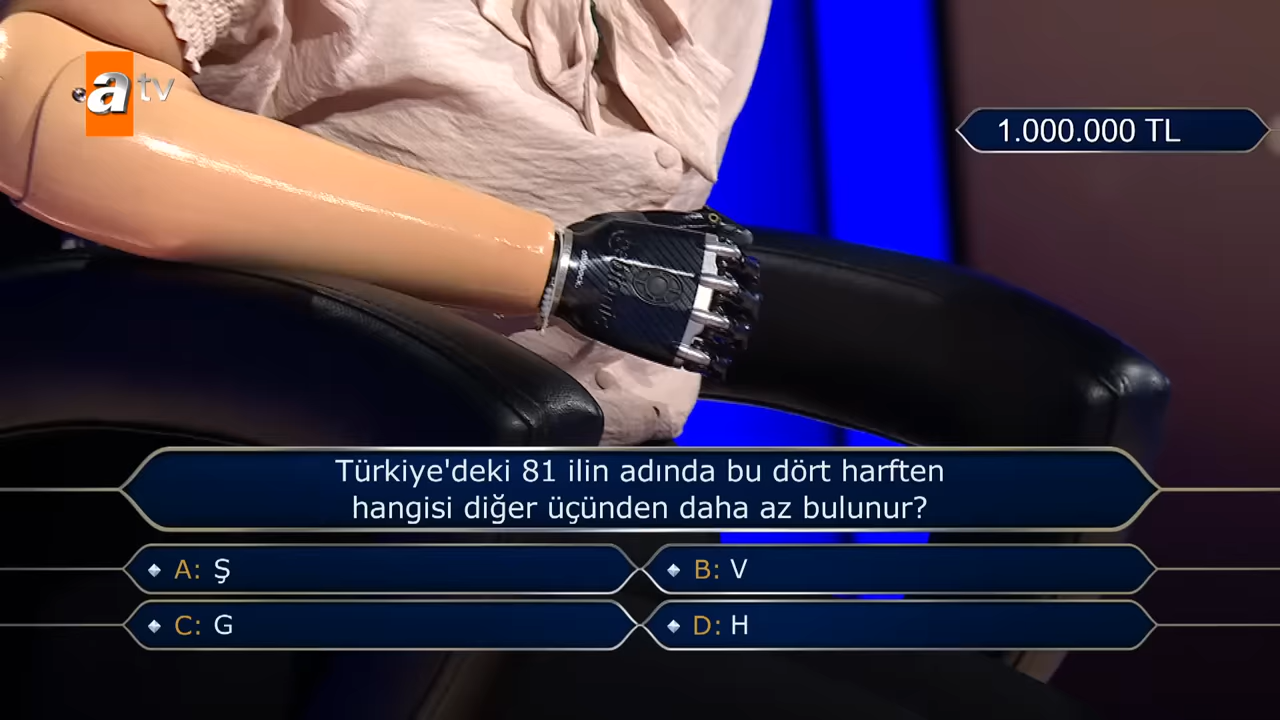 atv
1.000.000 TL
Türkiye'deki 81 ilin adında bu dört harften
hangisi diğer üçünden daha az bulunur?
A: Ş
B: V
C: G
D: H